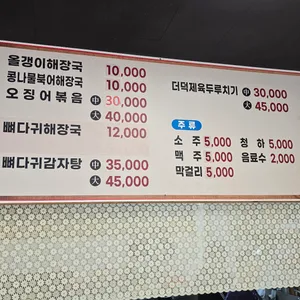 올갱이해장국 10,000
콩나물북어해장국 10,000
오징어볶음 中 30,000
大 40,000
뼈다귀해장국 12,000
뼈다귀감자탕 中 35,000
大 45,000
더덕제육두루치기 中 30,000
大 45,000
주류
소주 5,000 청하 5,000
맥주 5,000 음료수 2,000
막걸리 5,000